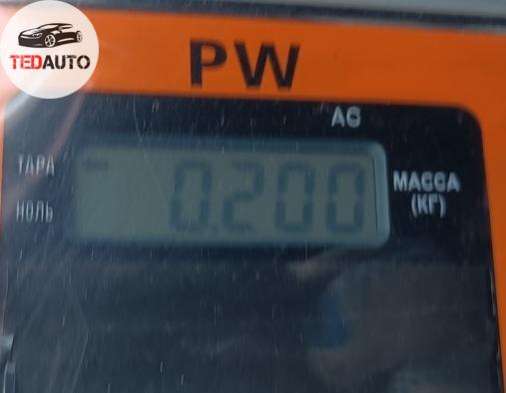 TEDAUTO
PW
AC
ТАРА
0.200
МАССА
НОЛЬ
(КГ)